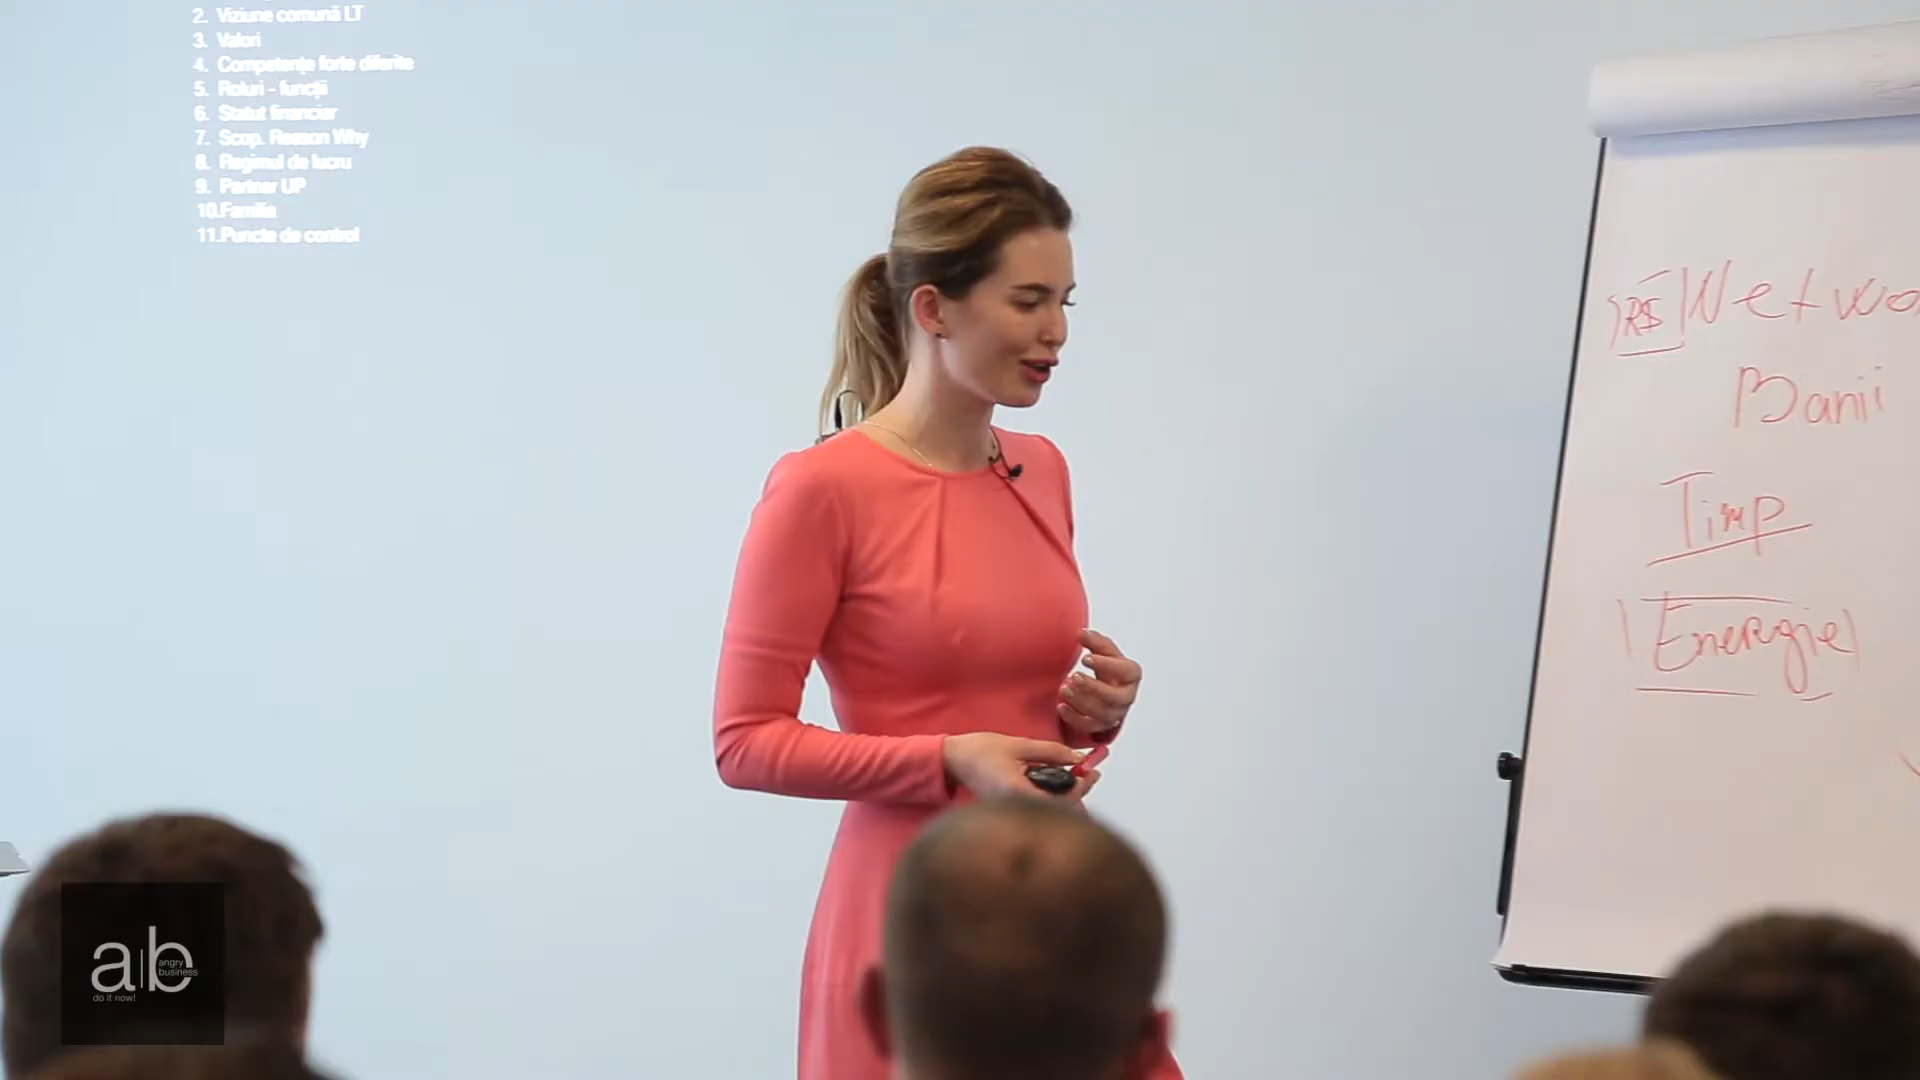 2. Viziune comună LT
3. Valori
4. Competențe forte diferite
5. Roluri - funcții
6. Statut financiar
7. Scop. Reason Why
8. Regimul de lucru
9. Partner UP
10.Familia
11.Puncte de control
R$ Netwo
Banii
Timp
Energie
a|b
angry
business
do it now!